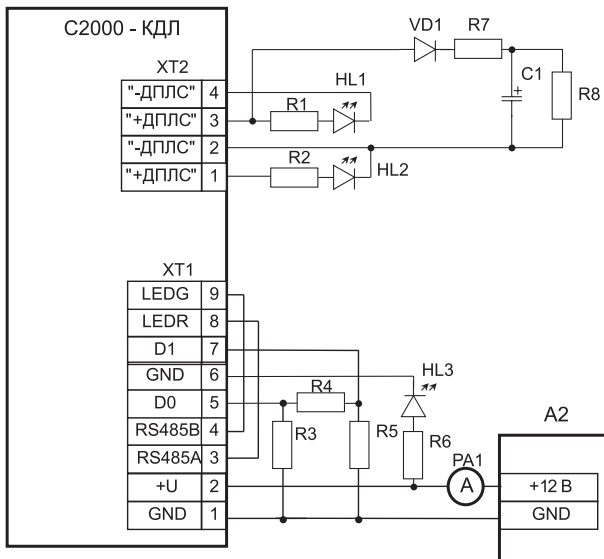 С2000 - КДЛ
VD1
R7
XT2
HL1
C1
+
R8
"-ДПЛС" 4
R1
"+ДПЛС" 3
"-ДПЛС" 2
R2
HL2
"+ДПЛС" 1
XT1
LEDG 9
LEDR 8
D1 7
GND 6
HL3
R4
D0 5
A2
RS485B 4
R3
R5
R6
RS485A 3
PA1
+U 2
A
+12 В
GND 1
GND